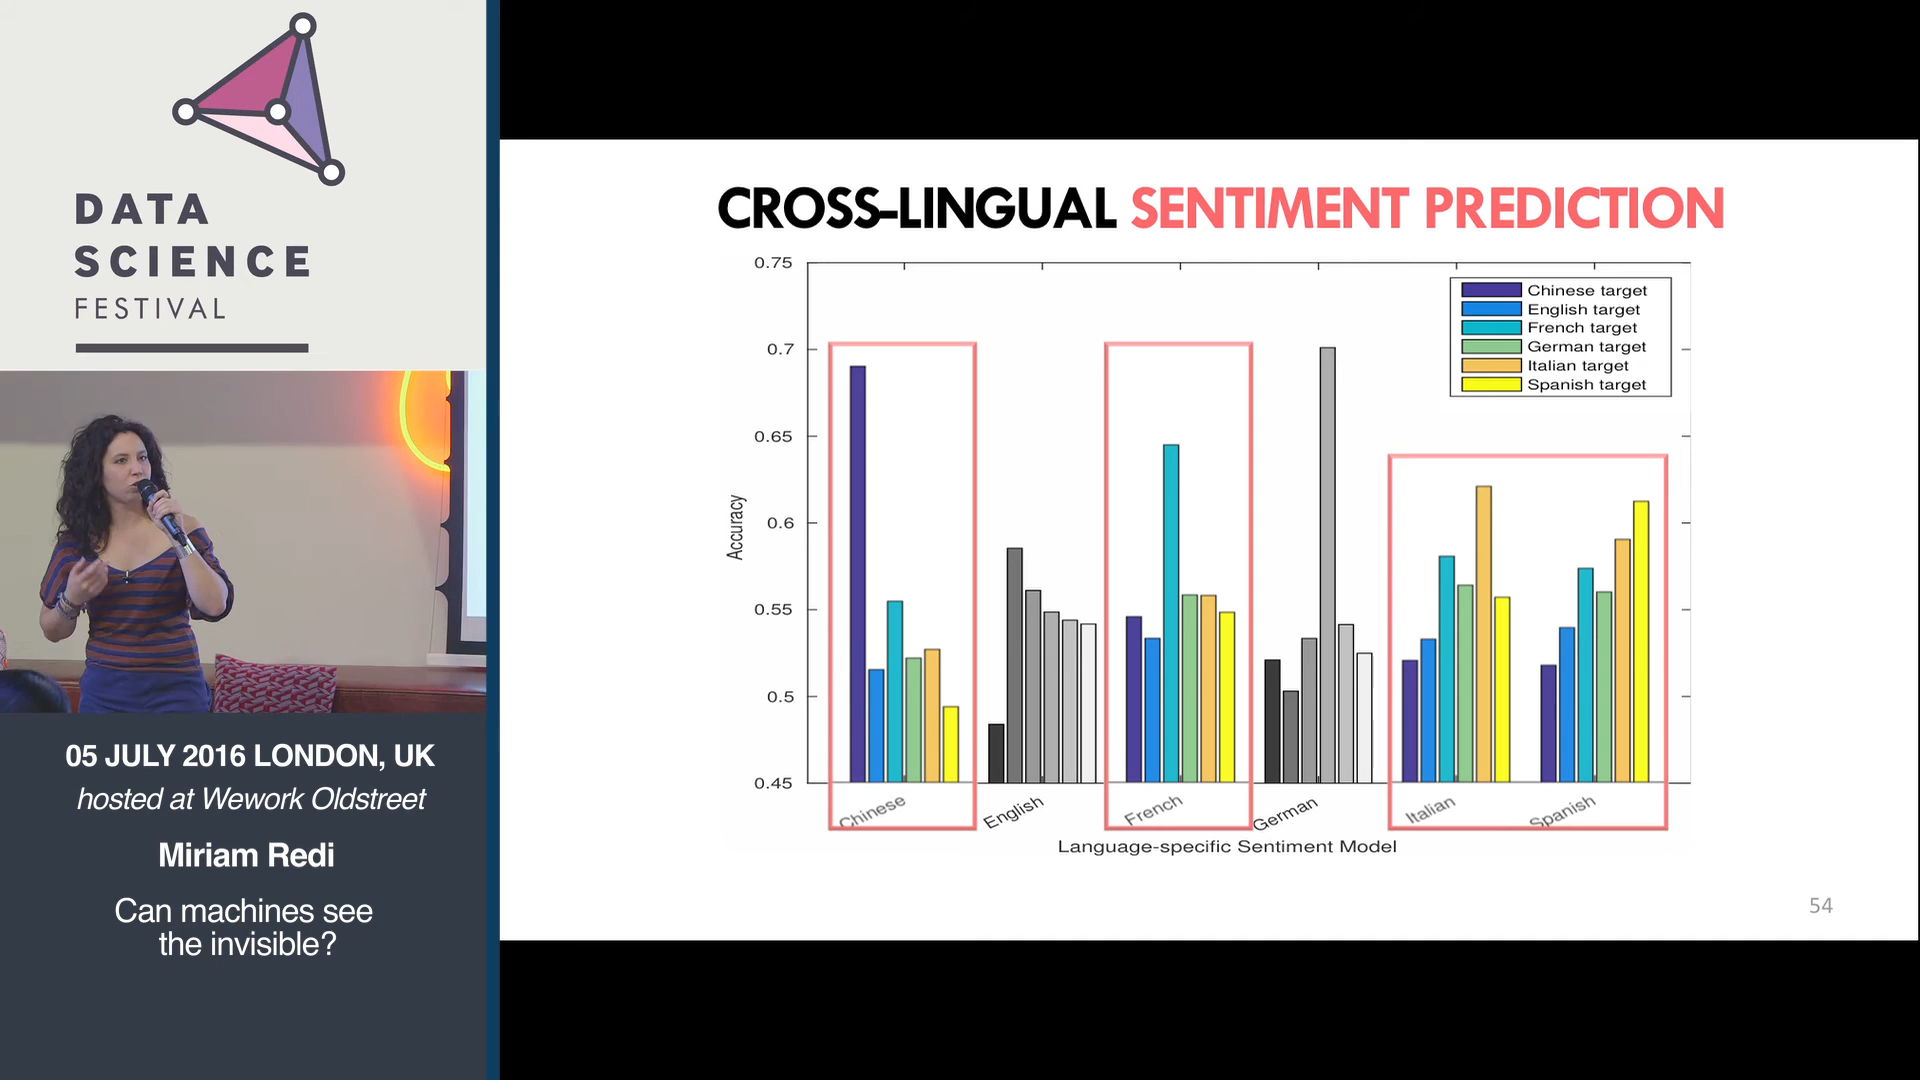 DATA
SCIENCE
FESTIVAL
05 JULY 2016 LONDON, UK
hosted at Wework Oldstreet
Miriam Redi
Can machines see
the invisible?
CROSS-LINGUAL SENTIMENT PREDICTION
0.75
0.7
0.65
0.6
0.55
0.5
0.45
Accuracy
Chinese target
English target
French target
German target
Italian target
Spanish target
Chinese
English
French
German
Italian
Spanish
Language-specific Sentiment Model
54